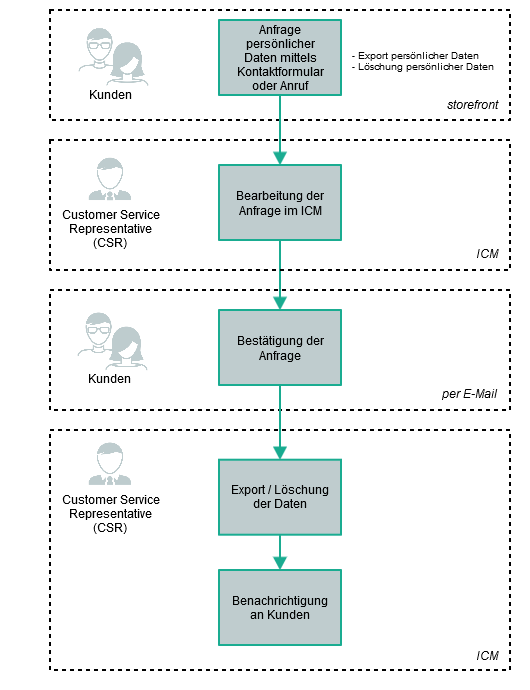 Anfrage
persönlicher
Daten mittels
Kontaktformular
oder Anruf
- Export persönlicher Daten
- Löschung persönlicher Daten
Kunden
storefront
Customer Service
Representative
(CSR)
Bearbeitung der
Anfrage im ICM
ICM
Kunden
Bestätigung der
Anfrage
per E-Mail
Customer Service
Representative
(CSR)
Export / Löschung
der Daten
Benachrichtigung
an Kunden
ICM